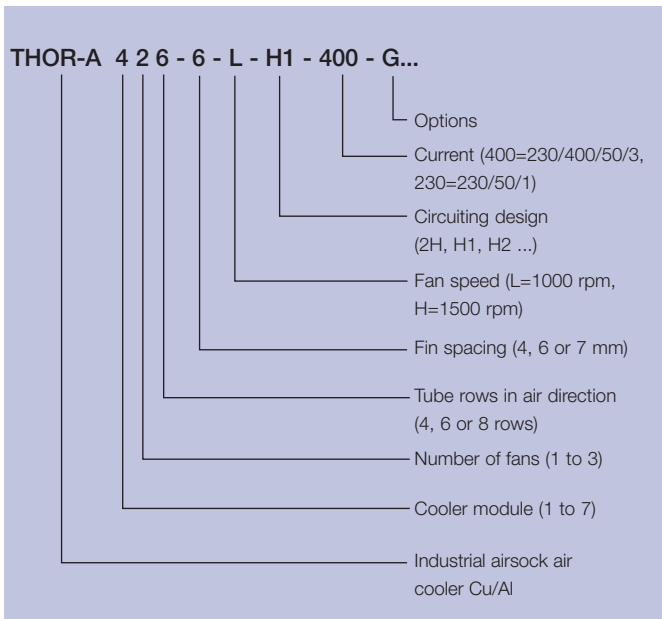 THOR-A 4 2 6 - 6 - L - H1 - 400 - G...
Options
Current (400=230/400/50/3,
230=230/50/1)
Circuiting design
(2H, H1, H2 ...)
Fan speed (L=1000 rpm,
H=1500 rpm)
Fin spacing (4, 6 or 7 mm)
Tube rows in air direction
(4, 6 or 8 rows)
Number of fans (1 to 3)
Cooler module (1 to 7)
Industrial airsock air
cooler Cu/Al